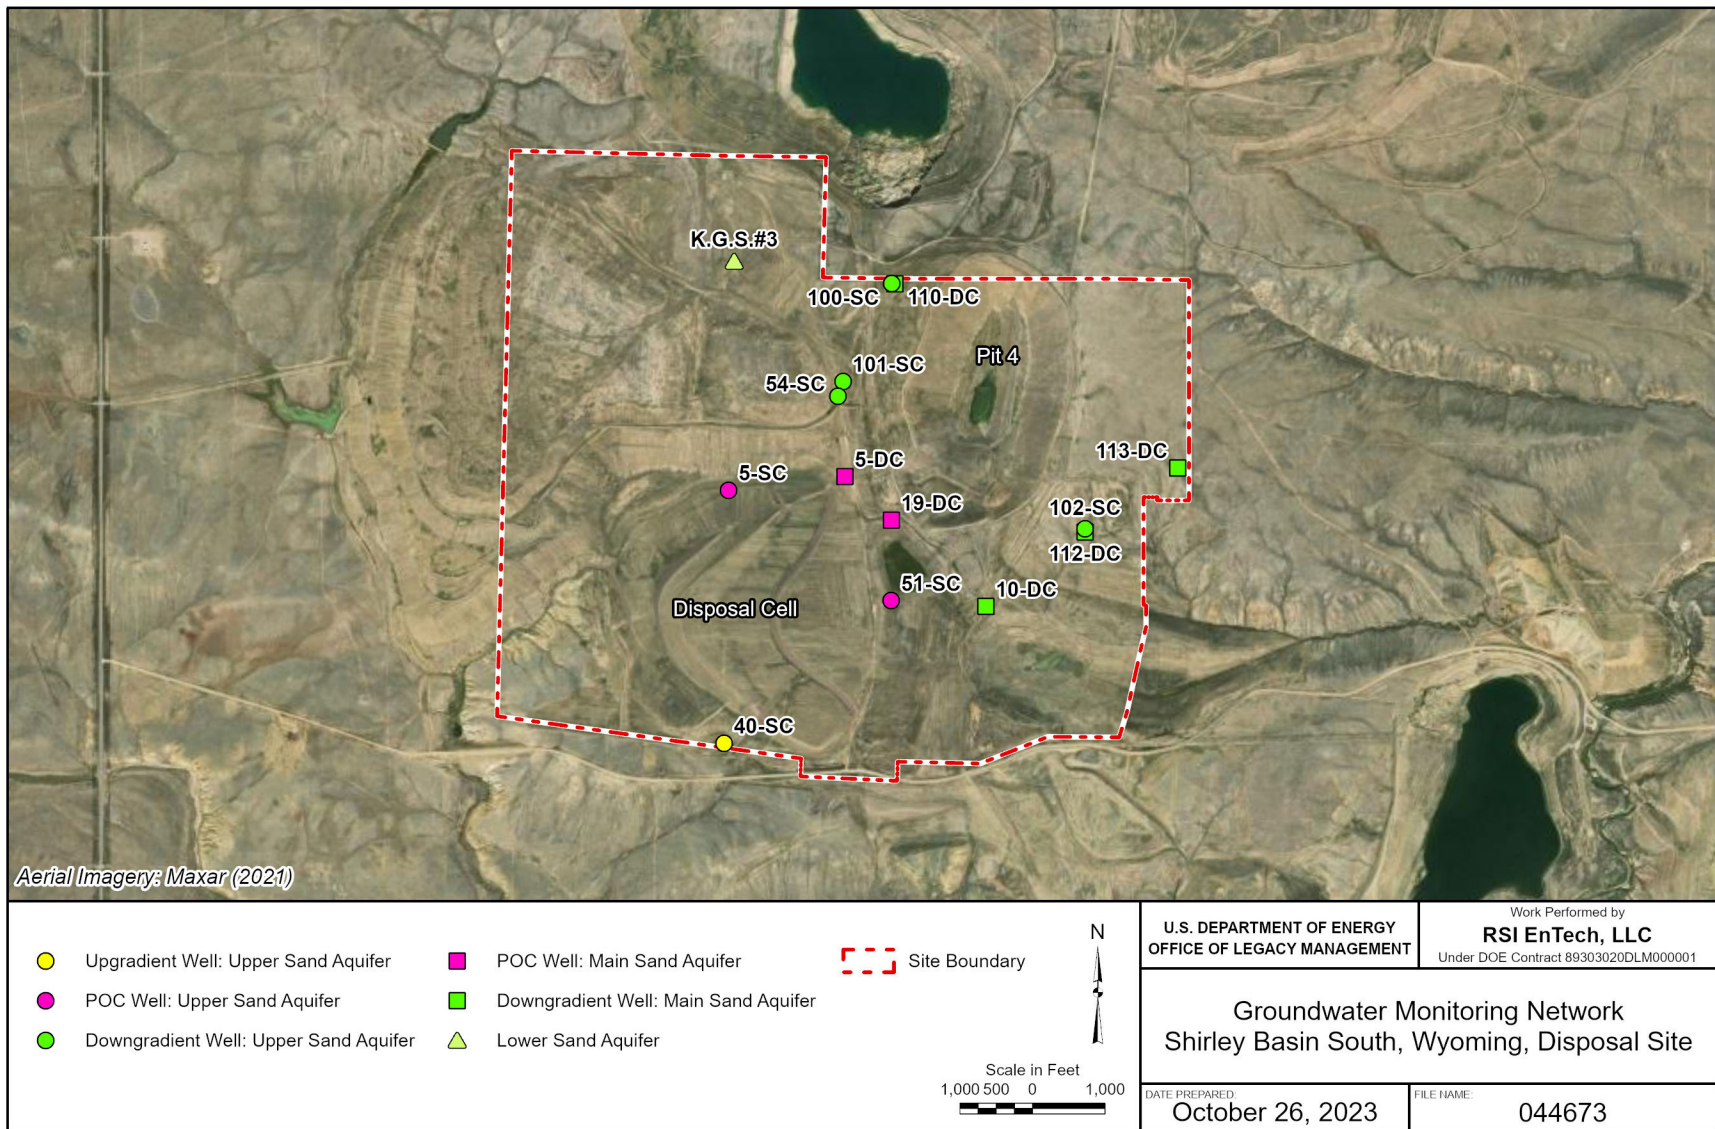 K.G.S.#3
100-SC
110-DC
Pit 4
101-SC
54-SC
113-DC
5-DC
5-SC
19-DC
102-SC
112-DC
51-SC
10-DC
Disposal Cell
40-SC
Aerial Imagery: Maxar (2021)
Upgradient Well: Upper Sand Aquifer
POC Well: Upper Sand Aquifer
Downgradient Well: Upper Sand Aquifer
POC Well: Main Sand Aquifer
Downgradient Well: Main Sand Aquifer
Lower Sand Aquifer
Site Boundary
N
Scale in Feet
1,000 500 0 1,000
U.S. DEPARTMENT OF ENERGY
OFFICE OF LEGACY MANAGEMENT
Work Performed by
RSI EnTech, LLC
Under DOE Contract 89303020DLM000001
Groundwater Monitoring Network
Shirley Basin South, Wyoming, Disposal Site
DATE PREPARED:
October 26, 2023
FILE NAME:
044673